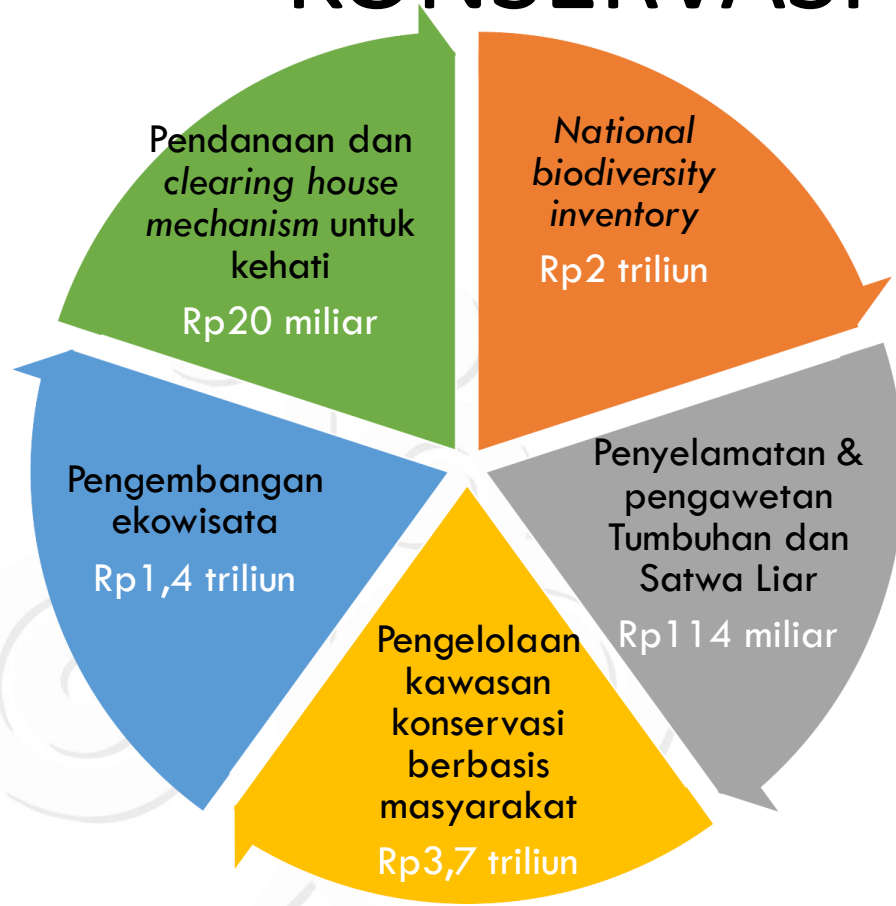 KONSERVASI
National
biodiversity
inventory
Rp2 triliun
Penyelamatan &
pengawetan
Tumbuhan dan
Satwa Liar
Rp114 miliar
Pengelolaan
kawasan
konservasi
berbasis
masyarakat
Rp3,7 triliun
Pengembangan
ekowisata
Rp1,4 triliun
Pendanaan dan
clearing house
mechanism untuk
kehati
Rp20 miliar